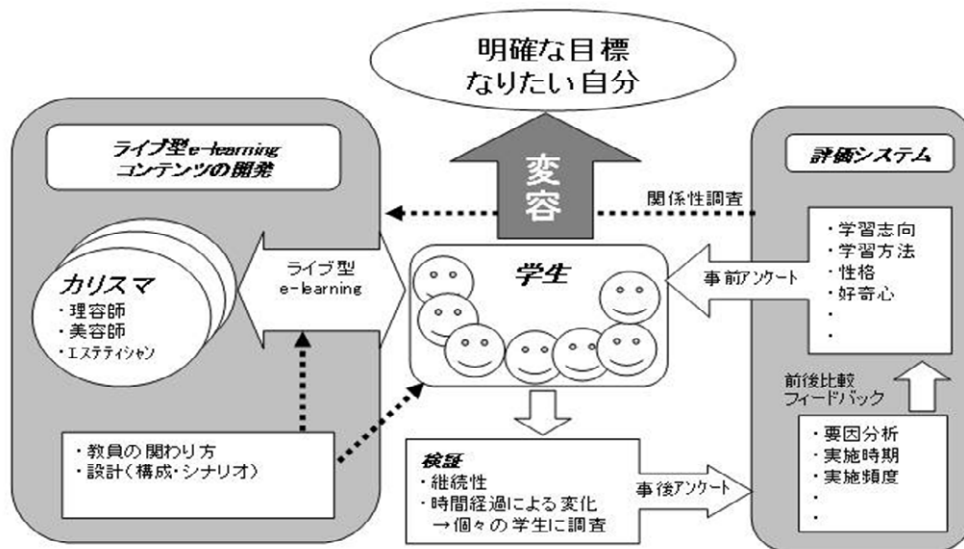 明確な目標
なりたい自分
ライブ型e-learning
コンテンツの開発
評価システム
変容
関係性調査
カリスマ
・理容師
・美容師
・エステティシャン
ライブ型
e-learning
学生
事前アンケート
・学習志向
・学習方法
・性格
・好奇心
・
・
前後比較
フィードバック
・教員の関わり方
・設計(構成・シナリオ)
検証
・継続性
・時間経過による変化
→個々の学生に調査
事後アンケート
・要因分析
・実施時期
・実施頻度
・
・